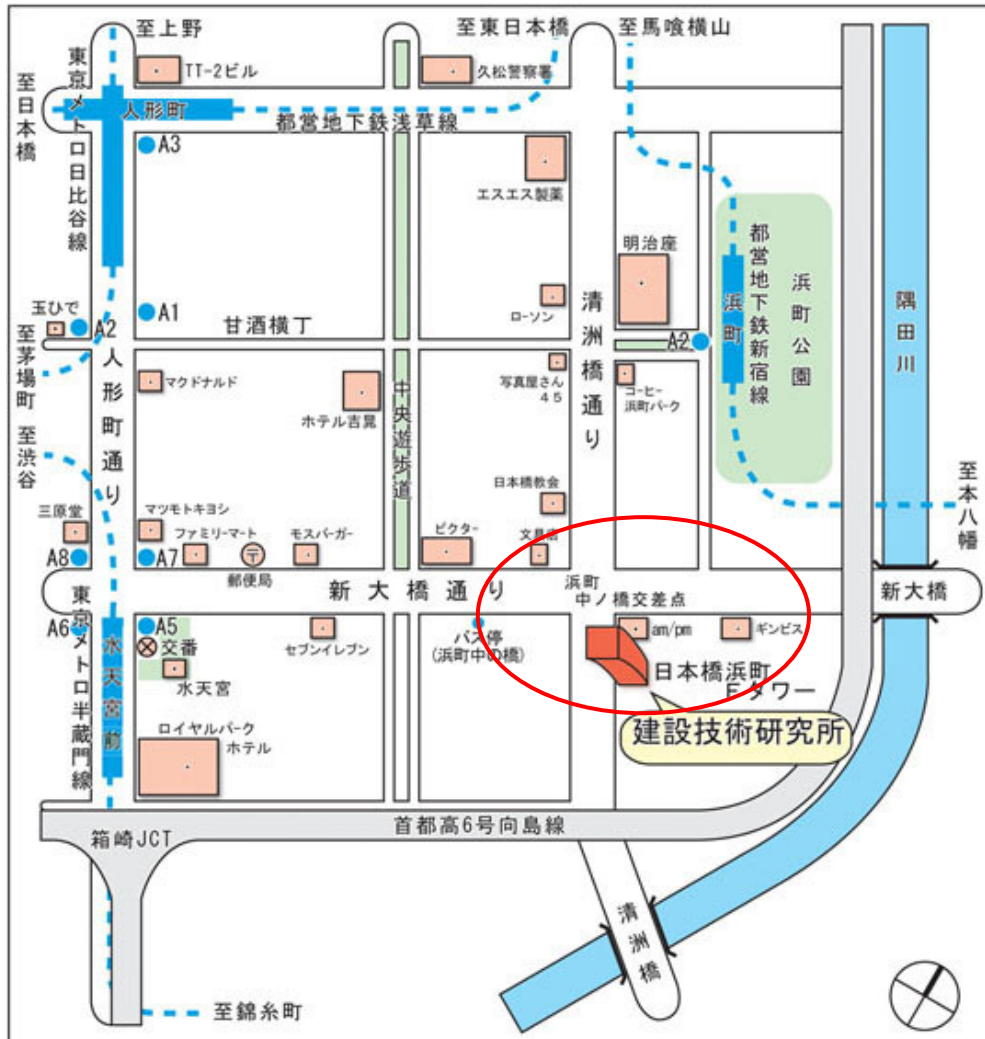 至上野
至東日本橋
至馬喰横山
東京メトロ日比谷線
至日本橋
TT-2ビル
久松警察署
人形町
都営地下鉄浅草線
A3
エスエス製薬
明治座
都営地下鉄新宿線
浜町
浜町公園
隅田川
玉ひで
A2
A1
甘酒横丁
ローソン
清洲橋通り
A2
至茅場町
人形町通り
マクドナルド
ホテル吉晃
中央遊歩道
写真屋さん
45
コーヒー
浜町パーク
至渋谷
至本八幡
三原堂
マツモトキヨシ
日本橋教会
A8
A7
ファミリーマート
郵便局
モスバーガー
ビクター
文具店
新大橋通り
浜町
中ノ橋交差点
新大橋
A6
東京メトロ半蔵門線
水天宮前
A5
交番
水天宮
セブンイレブン
バス停
(浜町中の橋)
am/pm
ギンビス
日本橋浜町
Fタワー
建設技術研究所
ロイヤルパーク
ホテル
首都高6号向島線
箱崎JCT
清洲橋
至錦糸町